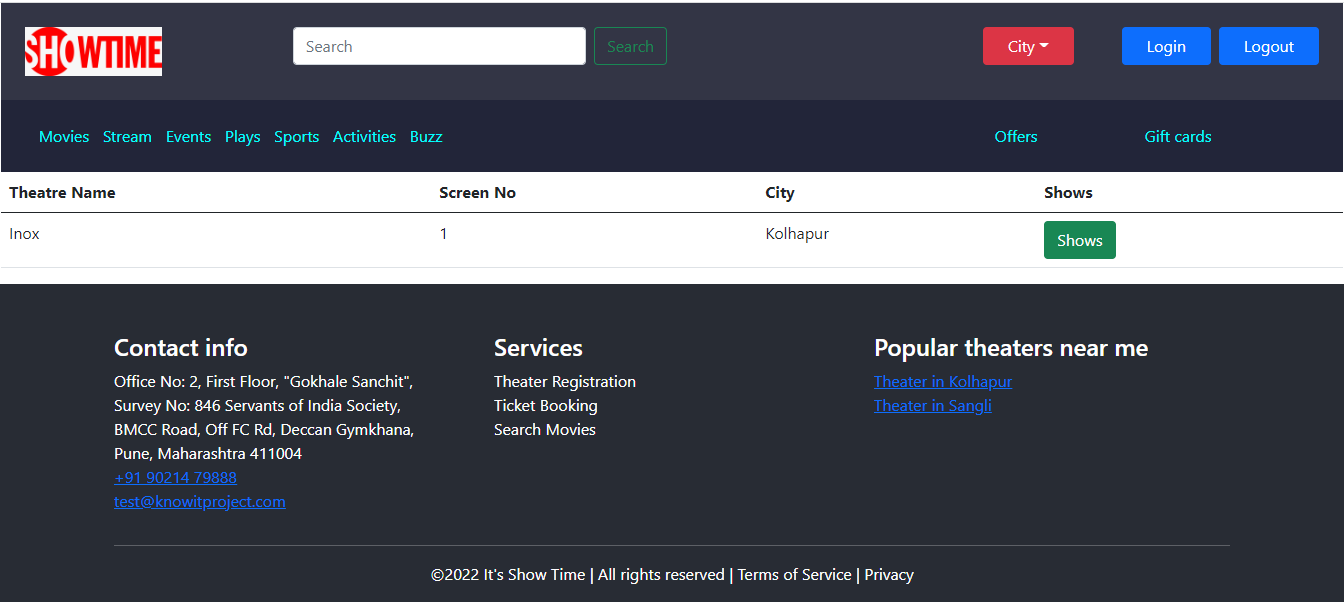 SHOWTIME
Search
Search
City
Login
Logout
Movies Stream Events Plays Sports Activities Buzz
Offers
Gift cards
Theatre Name Screen No City Shows
Inox 1 Kolhapur Shows
Contact info
Office No: 2, First Floor, "Gokhale Sanchit",
Survey No: 846 Servants of India Society,
BMCC Road, Off FC Rd, Deccan Gymkhana,
Pune, Maharashtra 411004
+91 90214 79888
test@knowitproject.com
Services
Theater Registration
Ticket Booking
Search Movies
Popular theaters near me
Theater in Kolhapur
Theater in Sangli
©2022 It's Show Time | All rights reserved | Terms of Service | Privacy